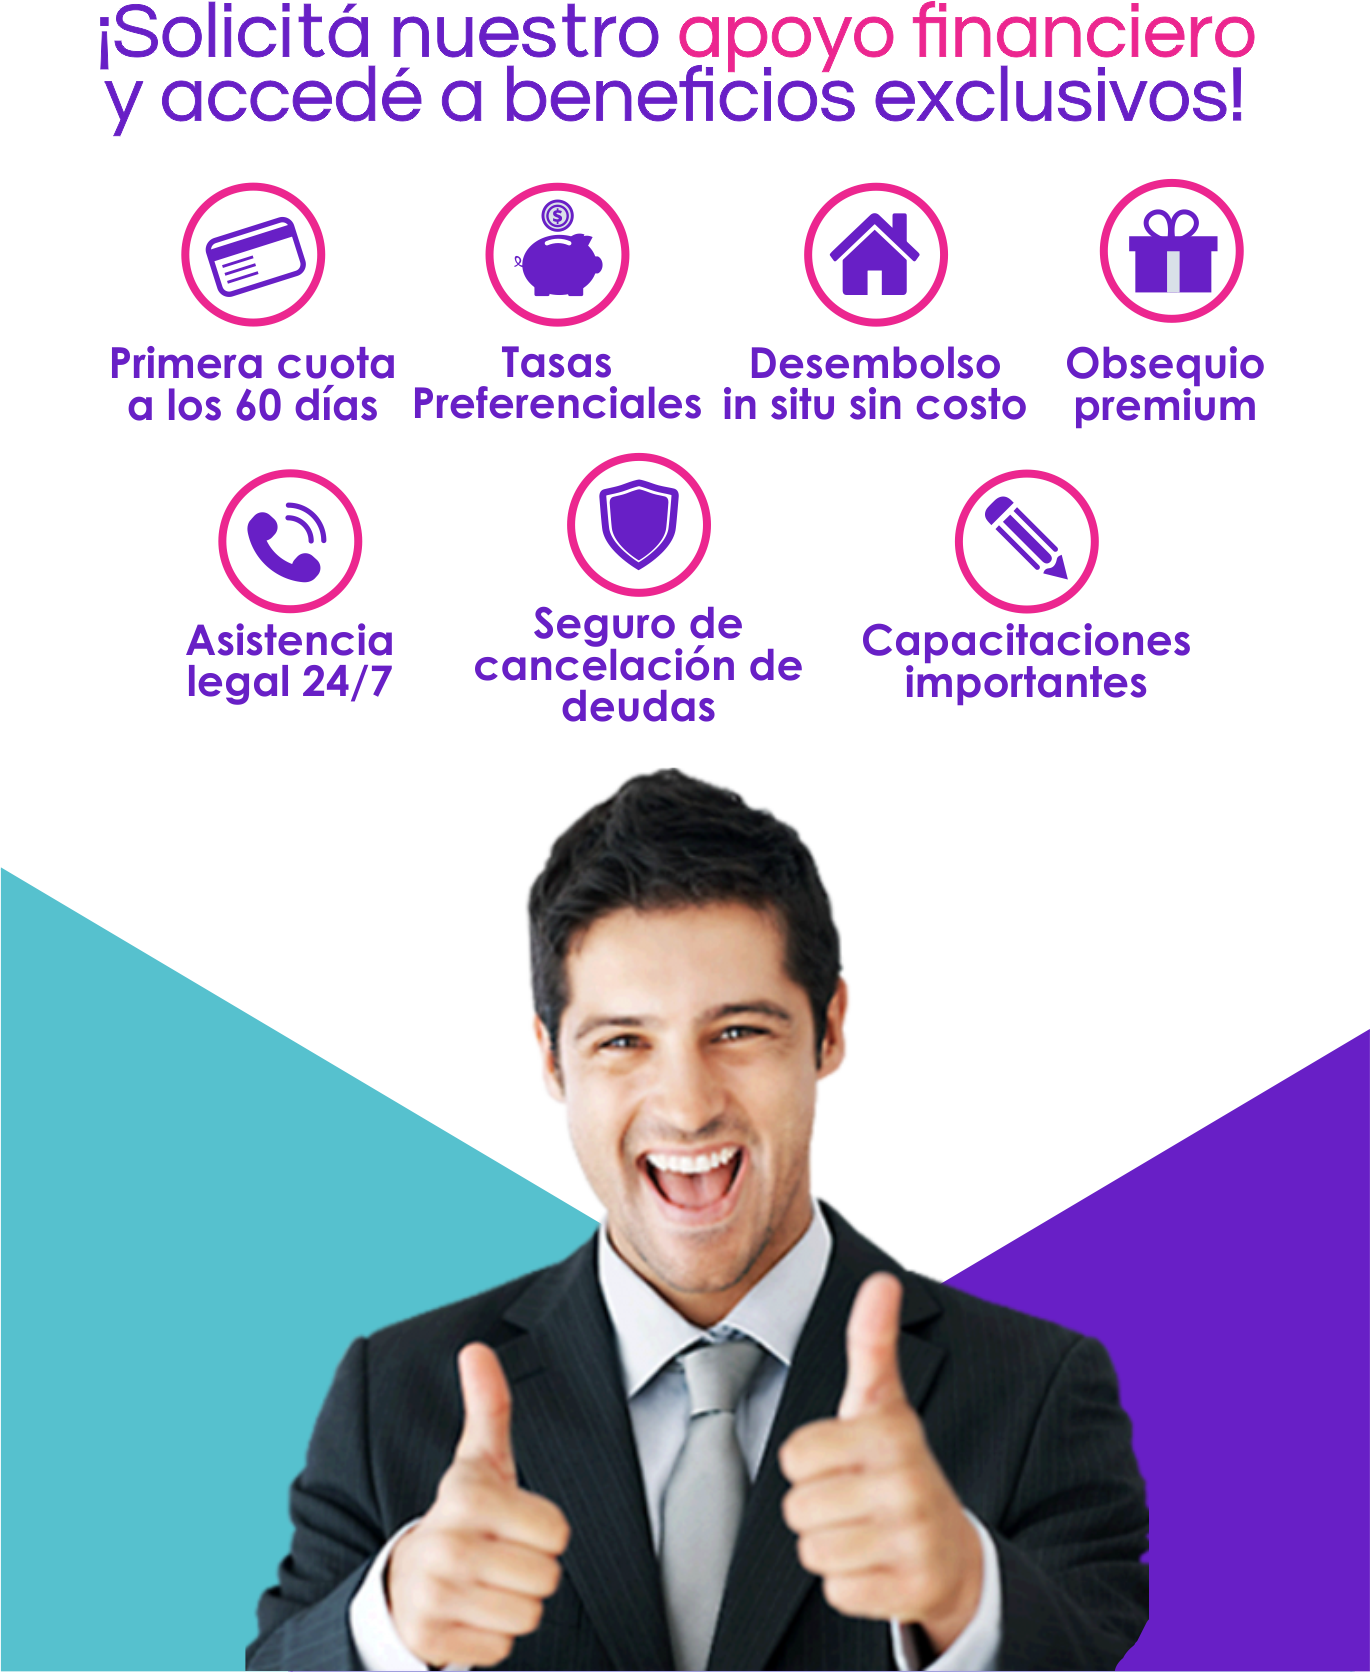 ¡Solicitá nuestro apoyo financiero
y accedé a beneficios exclusivos!
$
Primera cuota
a los 60 días
Tasas
Preferenciales
Desembolso
in situ sin costo
Obsequio
premium
Asistencia
legal 24/7
Seguro de
cancelación de
deudas
Capacitaciones
importantes